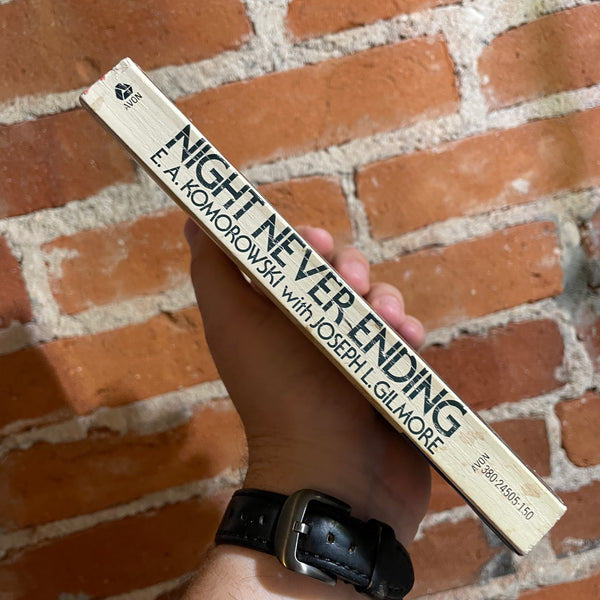 AVON
NIGHT NEVER ENDING
E. A. KOMOROWSKI with JOSEPH L. GILMORE
AVON
380-24505-150